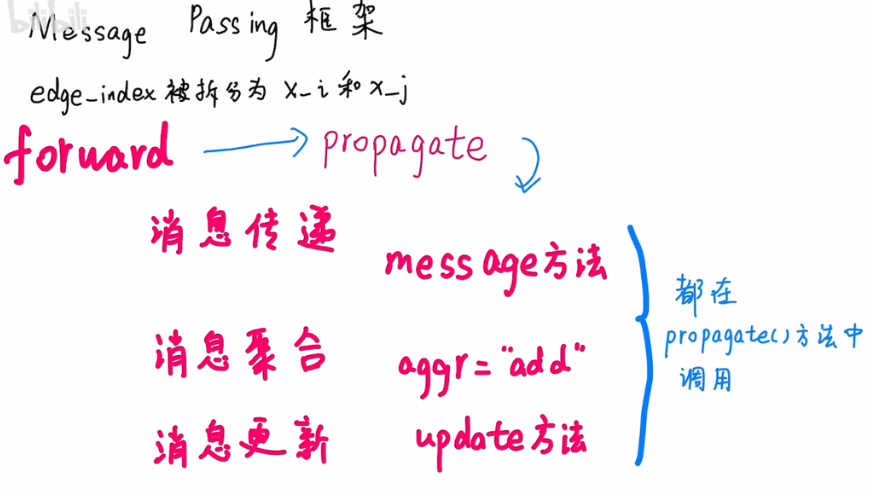 bilibili
Message Passing 框架
edge_index 被拆分为 x_i 和 x_j
forward → propagate
消息传递
message方法
消息聚合
aggr="add"
消息更新
update方法
都在
propagate()方法中
调用